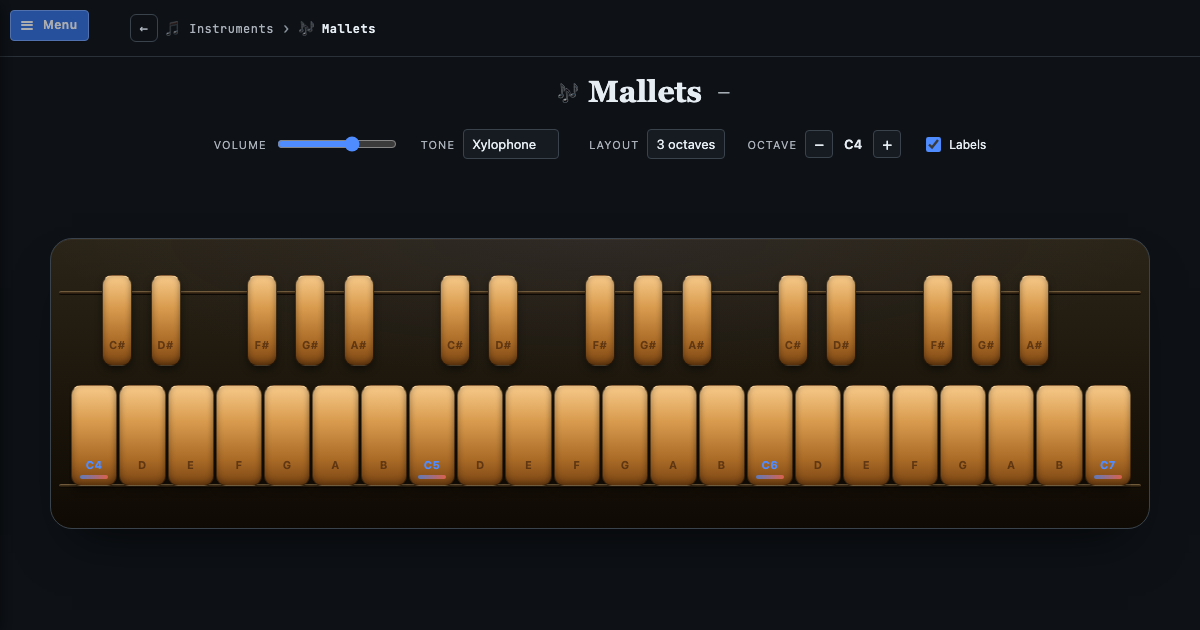 Menu
← Instruments › Mallets
Mallets –
VOLUME TONE Xylophone LAYOUT 3 octaves OCTAVE − C4 + Labels
C# D# F# G# A# C# D# F# G# A# C# D# F# G# A#
C4 D E F G A B C5 D E F G A B C6 D E F G A B C7